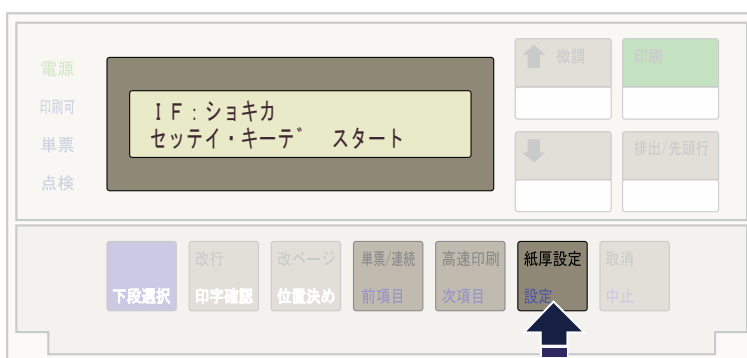 電源
印刷可
単票
点検
IF:ショキカ
セッテイ・キーデ゛ スタート
微調
印刷
排出/先頭行
改行
改ページ
単票/連続
高速印刷
紙厚設定
取消
下段選択
印字確認
位置決め
前項目
次項目
設定
中止